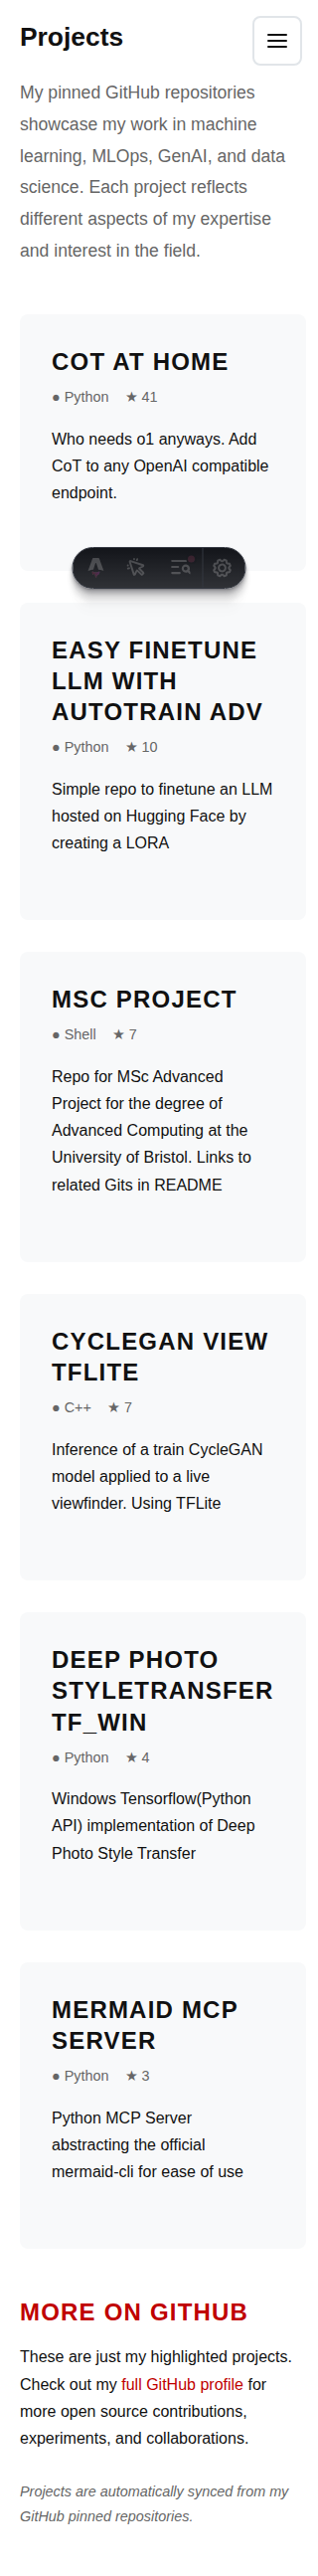 Projects
My pinned GitHub repositories
showcase my work in machine
learning, MLOps, GenAI, and data
science. Each project reflects
different aspects of my expertise
and interest in the field.
COT AT HOME
● Python ★ 41
Who needs o1 anyways. Add
CoT to any OpenAI compatible
endpoint.
EASY FINETUNE
LLM WITH
AUTOTRAIN ADV
● Python ★ 10
Simple repo to finetune an LLM
hosted on Hugging Face by
creating a LORA
MSC PROJECT
● Shell ★ 7
Repo for MSc Advanced
Project for the degree of
Advanced Computing at the
University of Bristol. Links to
related Gits in README
CYCLEGAN VIEW
TFLITE
● C++ ★ 7
Inference of a train CycleGAN
model applied to a live
viewfinder. Using TFLite
DEEP PHOTO
STYLETRANSFER
TF_WIN
● Python ★ 4
Windows Tensorflow(Python
API) implementation of Deep
Photo Style Transfer
MERMAID MCP
SERVER
● Python ★ 3
Python MCP Server
abstracting the official
mermaid-cli for ease of use
MORE ON GITHUB
These are just my highlighted projects.
Check out my full GitHub profile for
more open source contributions,
experiments, and collaborations.
Projects are automatically synced from my
GitHub pinned repositories.